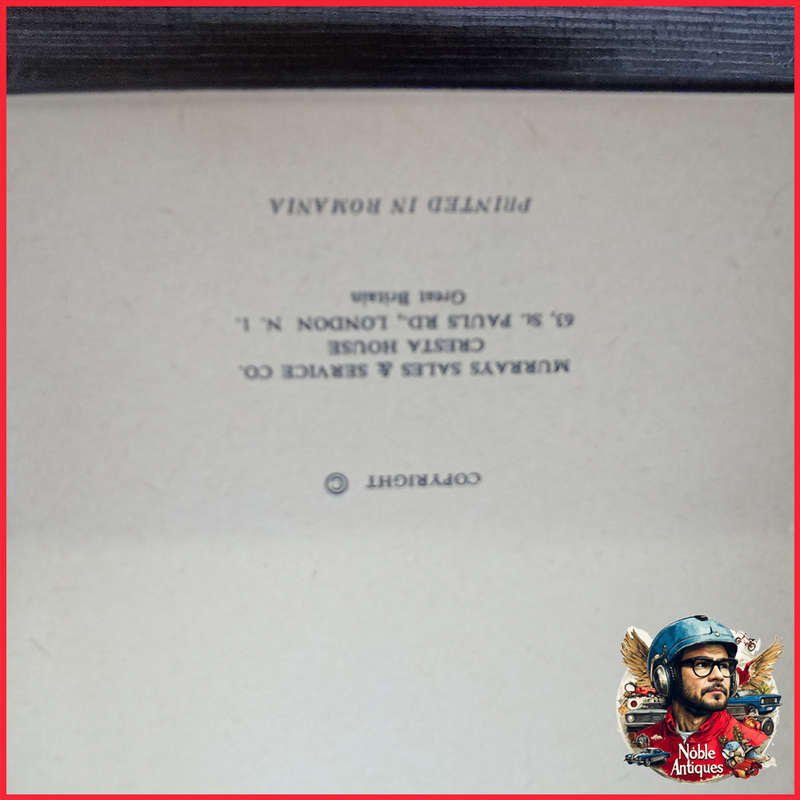 COPYRIGHT ©
MURRAYS SALES & SERVICE CO.
CRESTA HOUSE
63, St. PAULS RD., LONDON N. 1.
Great Britain
PRINTED IN ROMANIA
Noble
Antiques